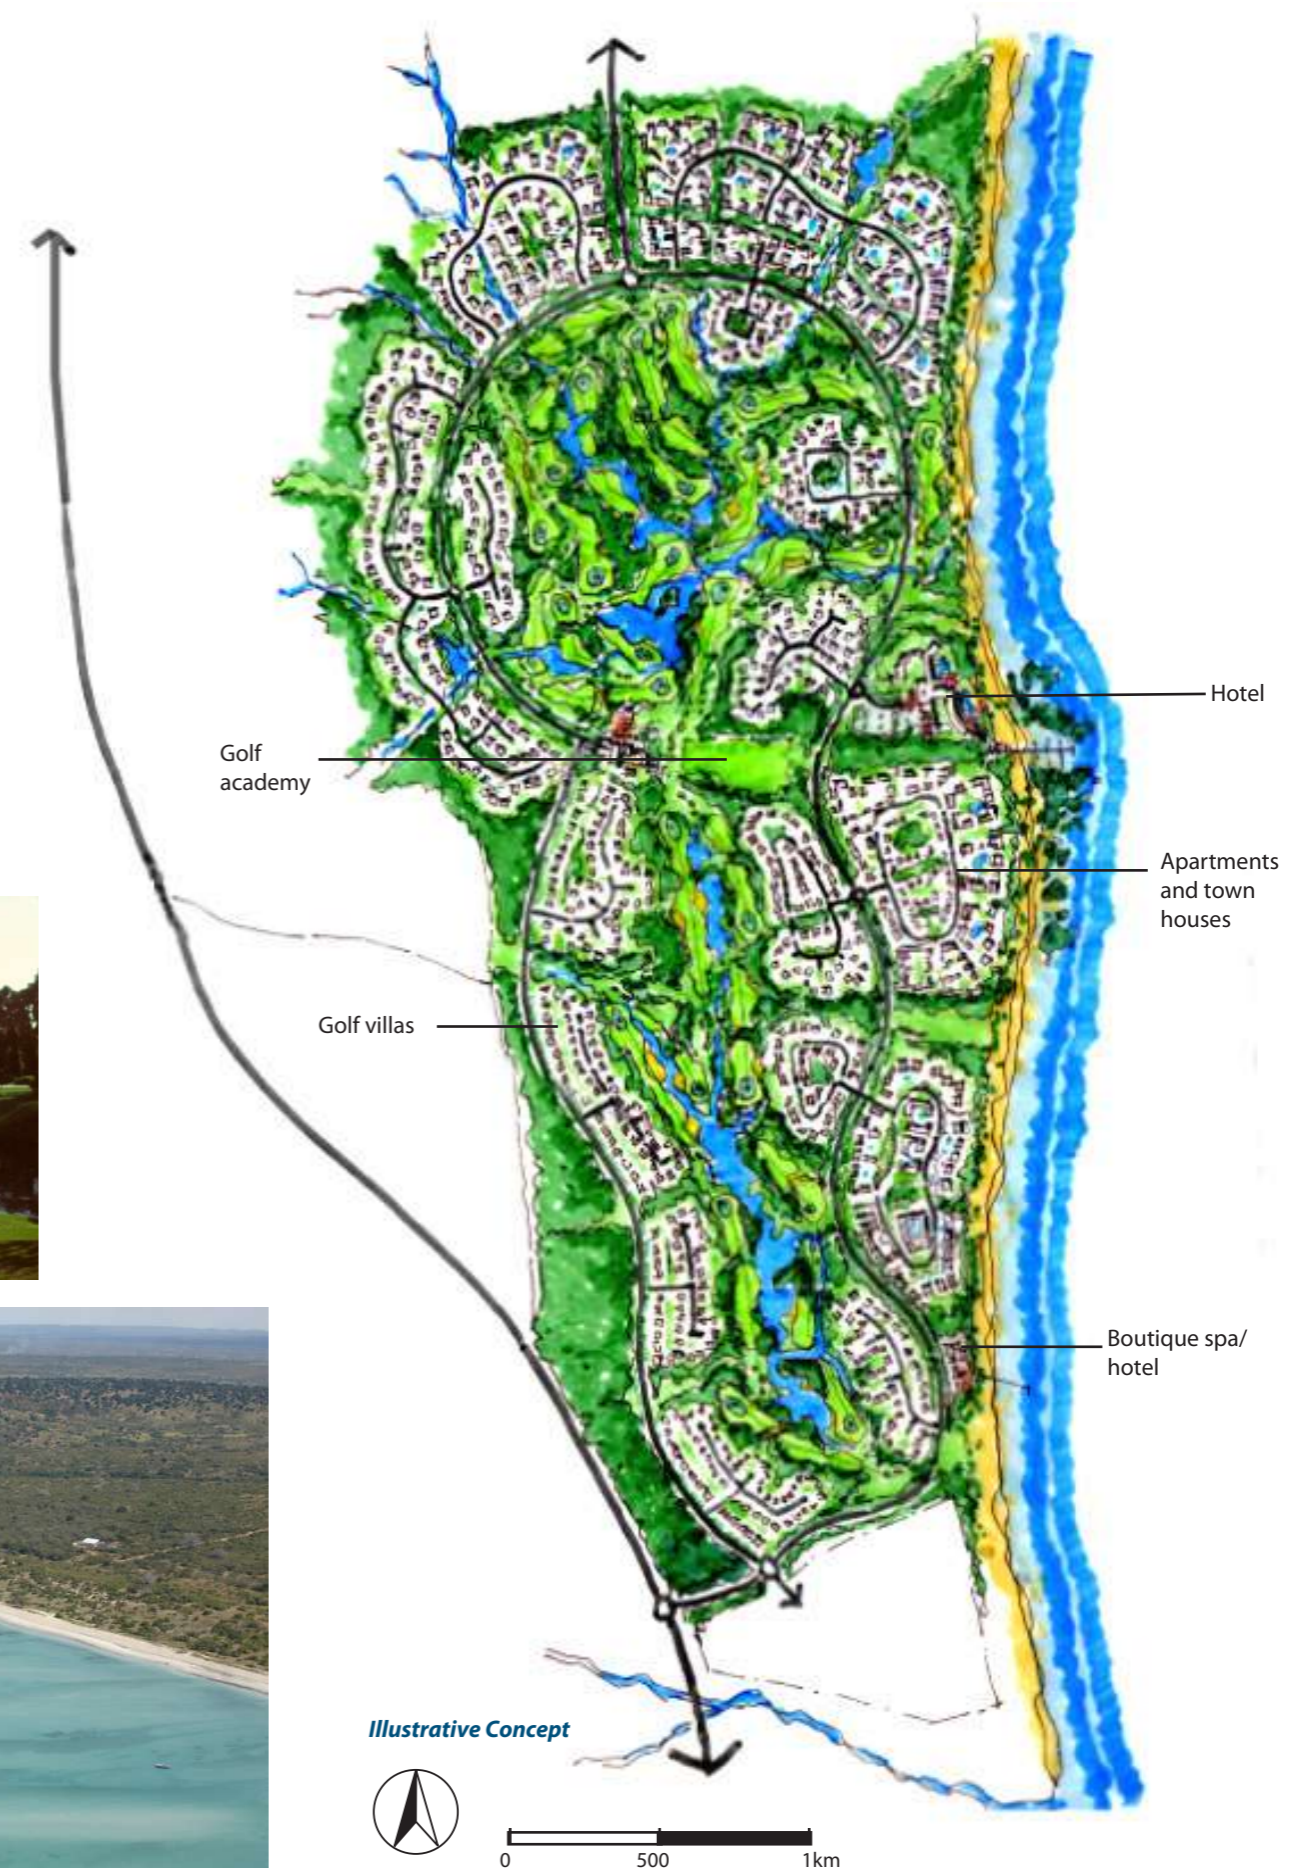 Hotel
Golf
academy
Apartments
and town
houses
Golf villas
Boutique spa/
hotel
Illustrative Concept
0 500 1km